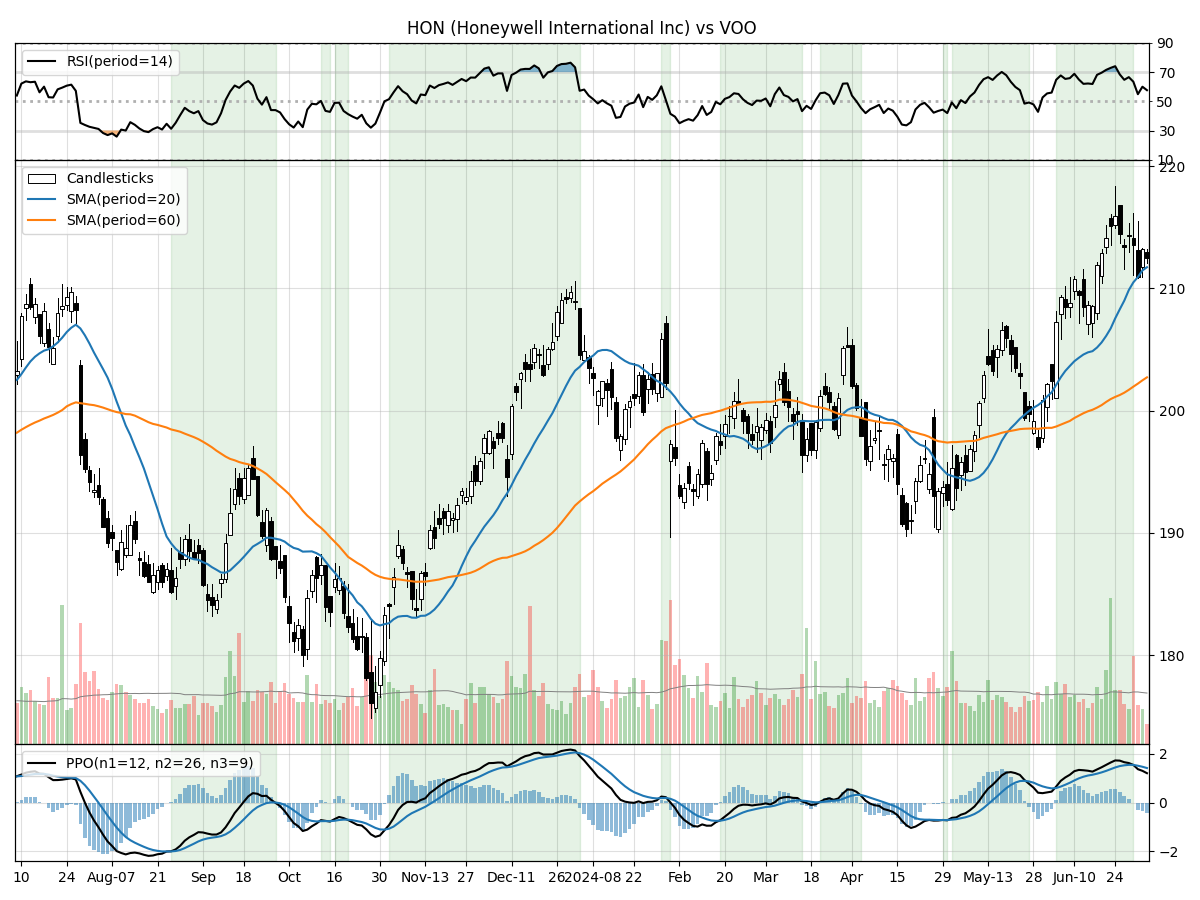 HON (Honeywell International Inc) vs VOO
RSI(period=14)
90
70
50
30
10
Candlesticks
SMA(period=20)
SMA(period=60)
220
210
200
190
180
PPO(n1=12, n2=26, n3=9)
2
0
−2
10 24 Aug-07 21 Sep 18 Oct 16 30 Nov-13 27 Dec-11 26 2024-08 22 Feb 20 Mar 18 Apr 15 29 May-13 28 Jun-10 24